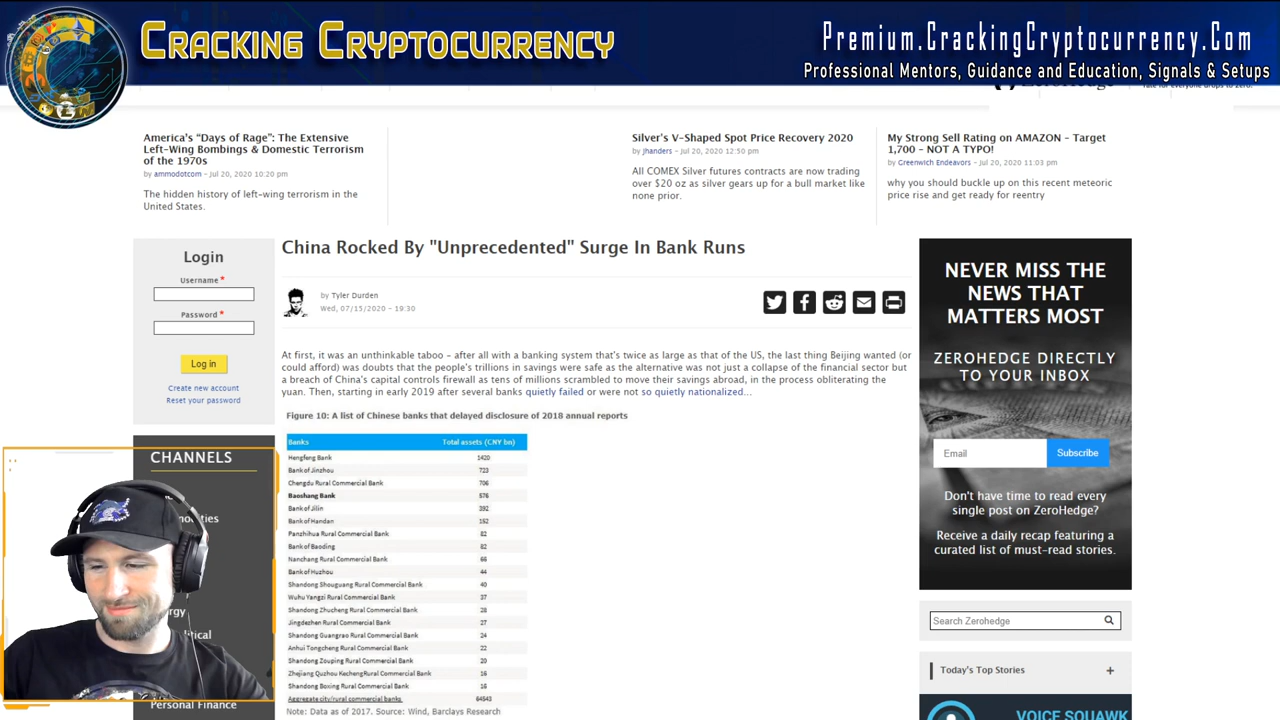 CRACKING CRYPTOCURRENCY
Premium.CrackingCryptocurrency.Com
Professional Mentors, Guidance and Education, Signals & Setups
America's "Days of Rage": The Extensive
Left-Wing Bombings & Domestic Terrorism
of the 1970s
by ammodotcom - Jul 20, 2020 10:20 pm
The hidden history of left-wing terrorism in the
United States.
Silver's V-Shaped Spot Price Recovery 2020
by jhanders - Jul 20, 2020 12:50 pm
All COMEX Silver futures contracts are now trading
over $20 oz as silver gears up for a bull market like
none prior.
My Strong Sell Rating on AMAZON - Target
1,700 - NOT A TYPO!
by Greenwich Endeavors - Jul 20, 2020 11:03 pm
why you should buckle up on this recent meteoric
price rise and get ready for reentry
Login
Username *
Password *
Log in
Create new account
Reset your password
CHANNELS
Personal Finance
China Rocked By "Unprecedented" Surge In Bank Runs
by Tyler Durden
Wed, 07/15/2020 - 19:30
At first, it was an unthinkable taboo - after all with a banking system that's twice as large as that of the US, the last thing Beijing wanted (or
could afford) was doubts that the people's trillions in savings were safe as the alternative was not just a collapse of the financial sector but
a breach of China's capital controls firewall as tens of millions scrambled to move their savings abroad, in the process obliterating the
yuan. Then, starting in early 2019 after several banks quietly failed or were not so quietly nationalized...
Figure 10: A list of Chinese banks that delayed disclosure of 2018 annual reports
Banks Total assets (CNY bn)
Hengfeng Bank 1420
Bank of Jinzhou 723
Chengdu Rural Commercial Bank 706
Baoshang Bank 576
Bank of Jilin 392
Bank of Handan 152
Panzhihua Rural Commercial Bank 82
Bank of Baoding 82
Nanchang Rural Commercial Bank 66
Bank of Huzhou 44
Shandong Shouguang Rural Commercial Bank 40
Wuhu Yangzi Rural Commercial Bank 37
Shandong Zhucheng Rural Commercial Bank 28
Jingdezhen Rural Commercial Bank 27
Shandong Guangrao Rural Commercial Bank 24
Anhui Tongcheng Rural Commercial Bank 22
Shandong Zouping Rural Commercial Bank 20
Zhejiang Quzhou Kecheng Rural Commercial Bank 16
Shandong Boxing Rural Commercial Bank 16
Aggregate city/rural commercial banks 64543
Note: Data as of 2017. Source: Wind, Barclays Research
NEVER MISS THE
NEWS THAT
MATTERS MOST
ZEROHEDGE DIRECTLY
TO YOUR INBOX
Email Subscribe
Don't have time to read every
single post on ZeroHedge?
Receive a daily recap featuring a
curated list of must-read stories.
Search Zerohedge
Today's Top Stories +
VOICE SQUAWK